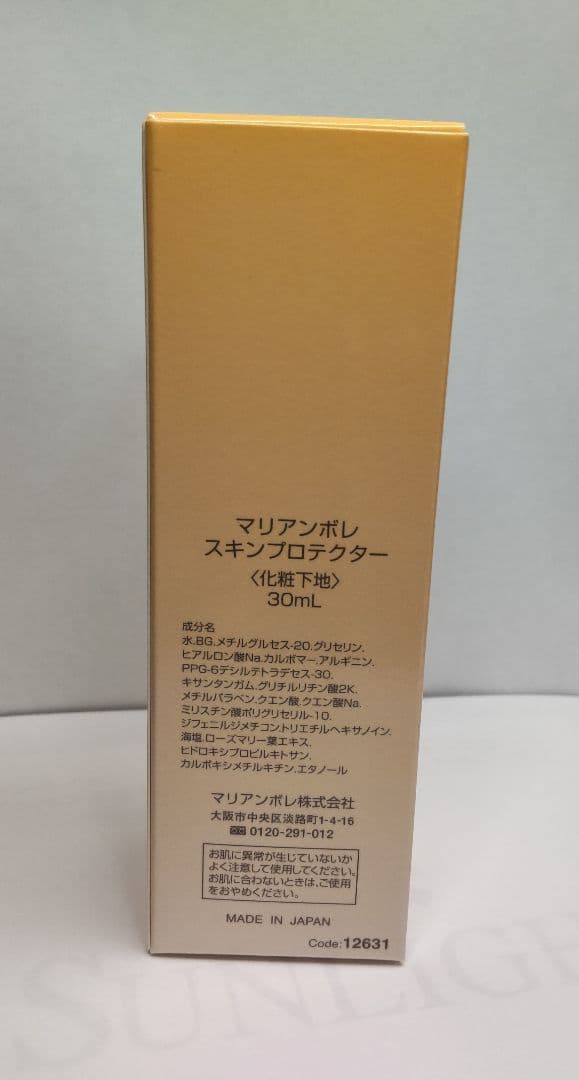 マリアンボレ
スキンプロテクター
〈化粧下地〉
30mL
成分名
水.BG.メチルグルセス-20.グリセリン.
ヒアルロン酸Na.カルボマー.アルギニン.
PPG-6デシルテトラデセス-30.
キサンタンガム.グリチルリチン酸2K.
メチルパラベン.クエン酸.クエン酸Na.
ミリスチン酸ポリグリセリル-10.
ジフェニルジメチコン.トリエチルヘキサノイン.
海塩.ローズマリー葉エキス.
ヒドロキシプロピルキトサン.
カルボキシメチルキチン.エタノール
マリアンボレ株式会社
大阪市中央区淡路町1-4-16
0120-291-012
お肌に異常が生じていないか
よく注意して使用してください。
お肌に合わないときは、ご使用
をおやめください。
MADE IN JAPAN
Code:12631